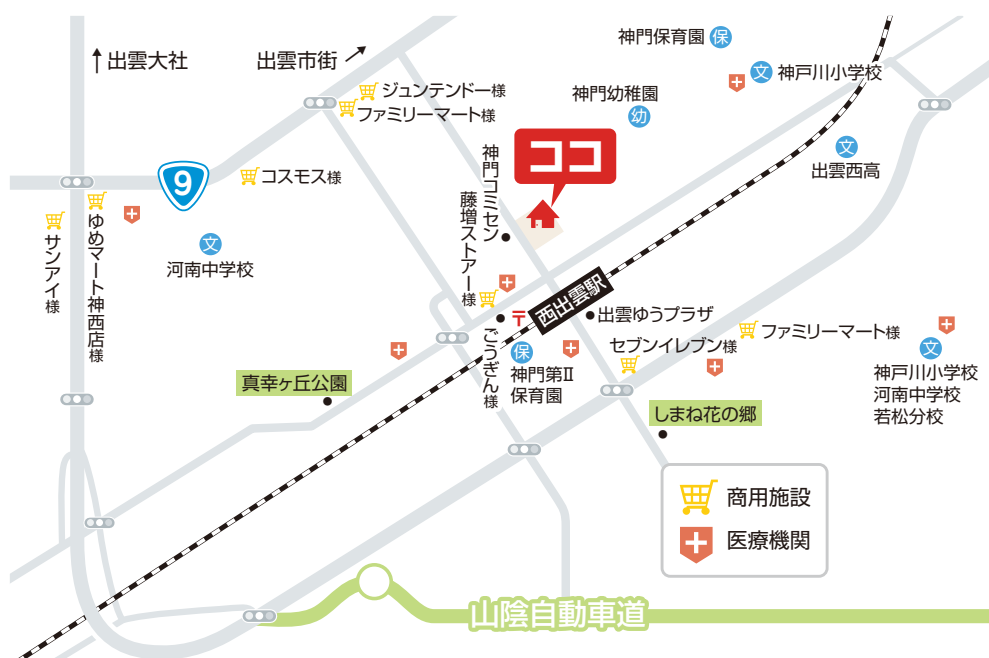 神門保育園
保
出雲大社
出雲市街
文
神戸川小学校
ジュンテンドー様
ファミリーマート様
神門幼稚園
幼
ココ
神門コミセン
藤増ストアー様
文
出雲西高
9
コスモス様
サンアイ様
ゆめマート神西店様
文
河南中学校
西出雲駅
〒
ごうぎん様
出雲ゆうプラザ
セブンイレブン様
ファミリーマート様
保
神門第Ⅱ
保育園
文
神戸川小学校
河南中学校
若松分校
真幸ヶ丘公園
しまね花の郷
商用施設
医療機関
山陰自動車道